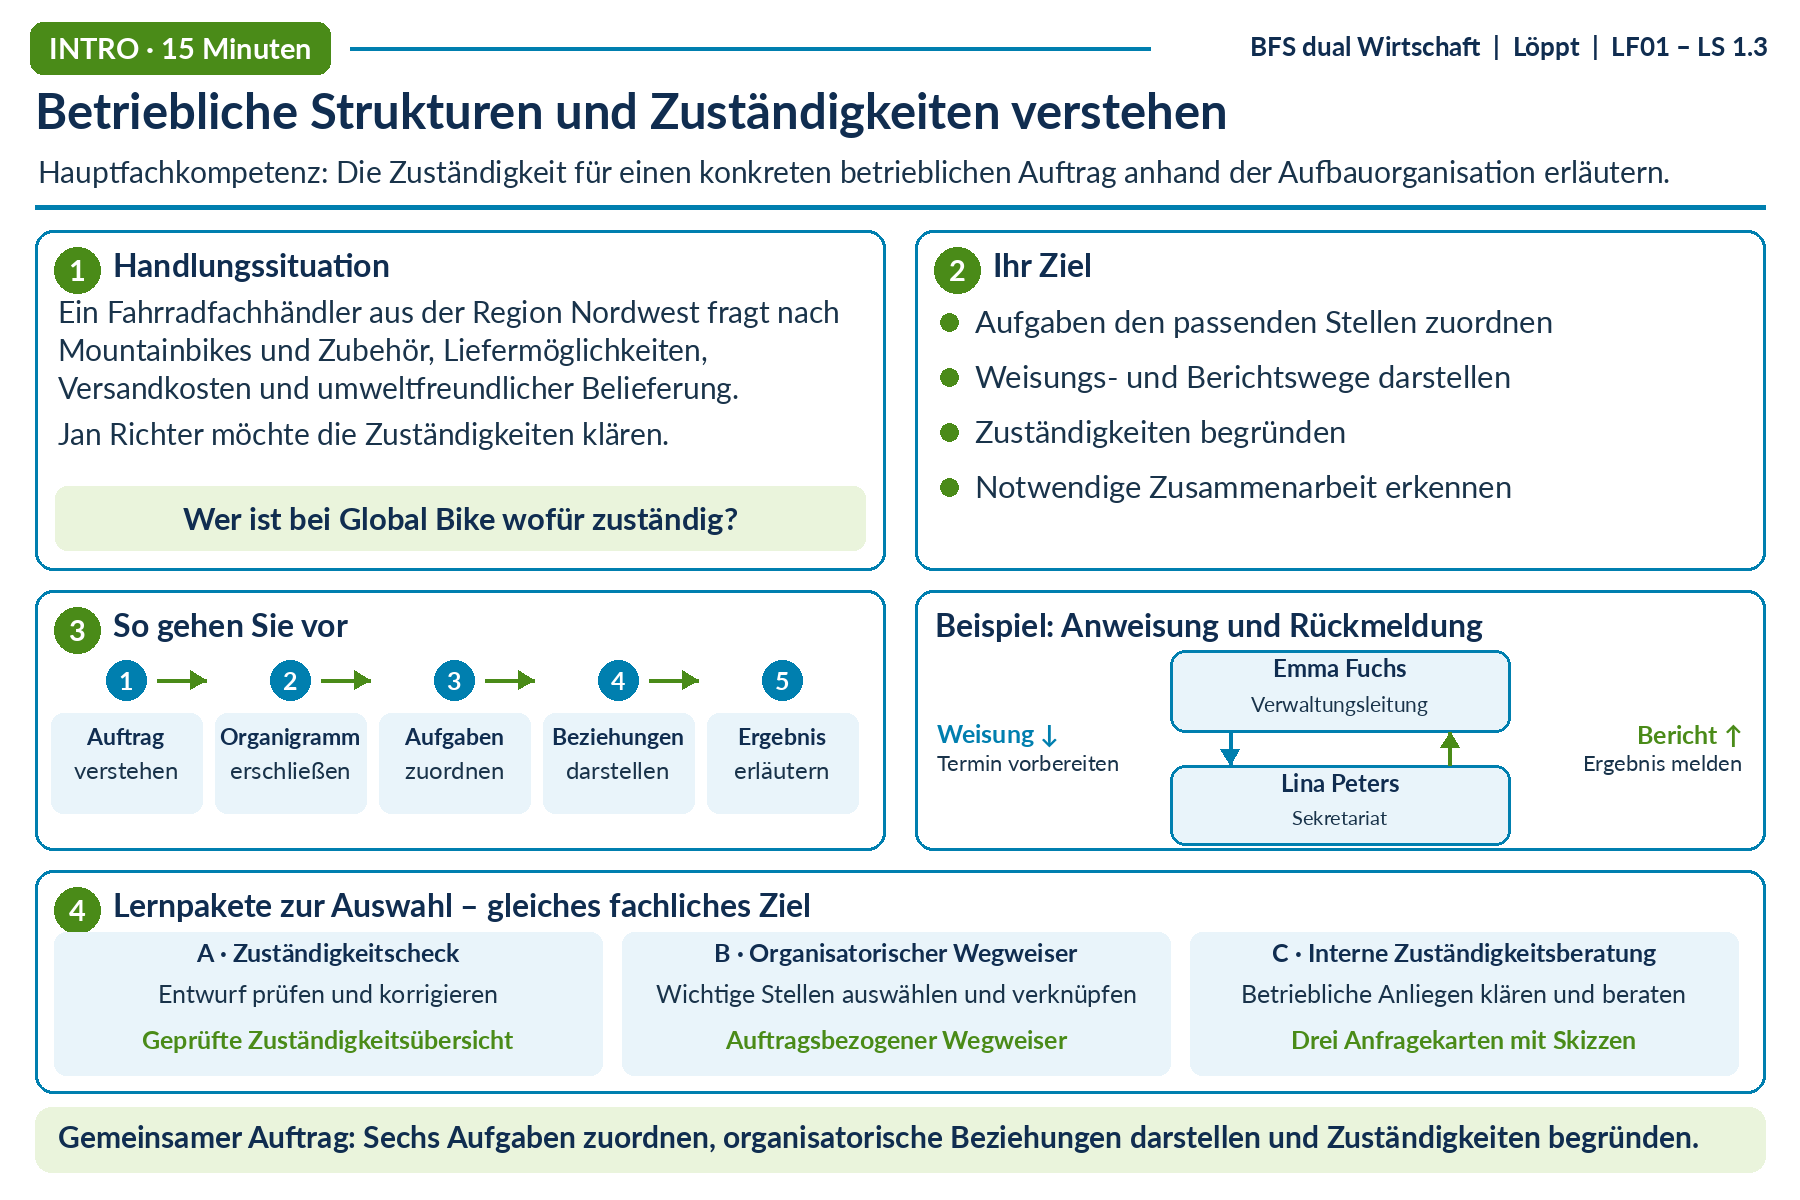 INTRO · 15 Minuten
BFS dual Wirtschaft | Löppt | LF01 – LS 1.3
Betriebliche Strukturen und Zuständigkeiten verstehen
Hauptfachkompetenz: Die Zuständigkeit für einen konkreten betrieblichen Auftrag anhand der Aufbauorganisation erläutern.
1 Handlungssituation
Ein Fahrradfachhändler aus der Region Nordwest fragt nach
Mountainbikes und Zubehör, Liefermöglichkeiten,
Versandkosten und umweltfreundlicher Belieferung.
Jan Richter möchte die Zuständigkeiten klären.
Wer ist bei Global Bike wofür zuständig?
2 Ihr Ziel
Aufgaben den passenden Stellen zuordnen
Weisungs- und Berichtswege darstellen
Zuständigkeiten begründen
Notwendige Zusammenarbeit erkennen
3 So gehen Sie vor
1
Auftrag
verstehen
2
Organigramm
erschließen
3
Aufgaben
zuordnen
4
Beziehungen
darstellen
5
Ergebnis
erläutern
Beispiel: Anweisung und Rückmeldung
Emma Fuchs
Verwaltungsleitung
Weisung ↓
Termin vorbereiten
Bericht ↑
Ergebnis melden
Lina Peters
Sekretariat
4 Lernpakete zur Auswahl – gleiches fachliches Ziel
A · Zuständigkeitscheck
Entwurf prüfen und korrigieren
Geprüfte Zuständigkeitsübersicht
B · Organisatorischer Wegweiser
Wichtige Stellen auswählen und verknüpfen
Auftragsbezogener Wegweiser
C · Interne Zuständigkeitsberatung
Betriebliche Anliegen klären und beraten
Drei Anfragekarten mit Skizzen
Gemeinsamer Auftrag: Sechs Aufgaben zuordnen, organisatorische Beziehungen darstellen und Zuständigkeiten begründen.